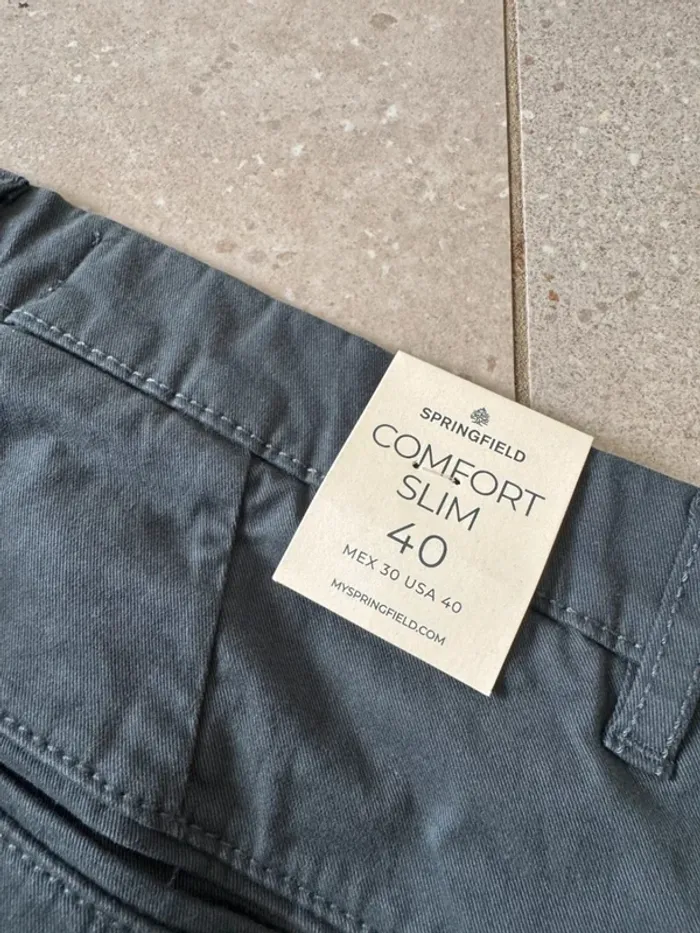 SPRINGFIELD
COMFORT
SLIM
40
MEX 30 USA 40
MYSPRINGFIELD.COM